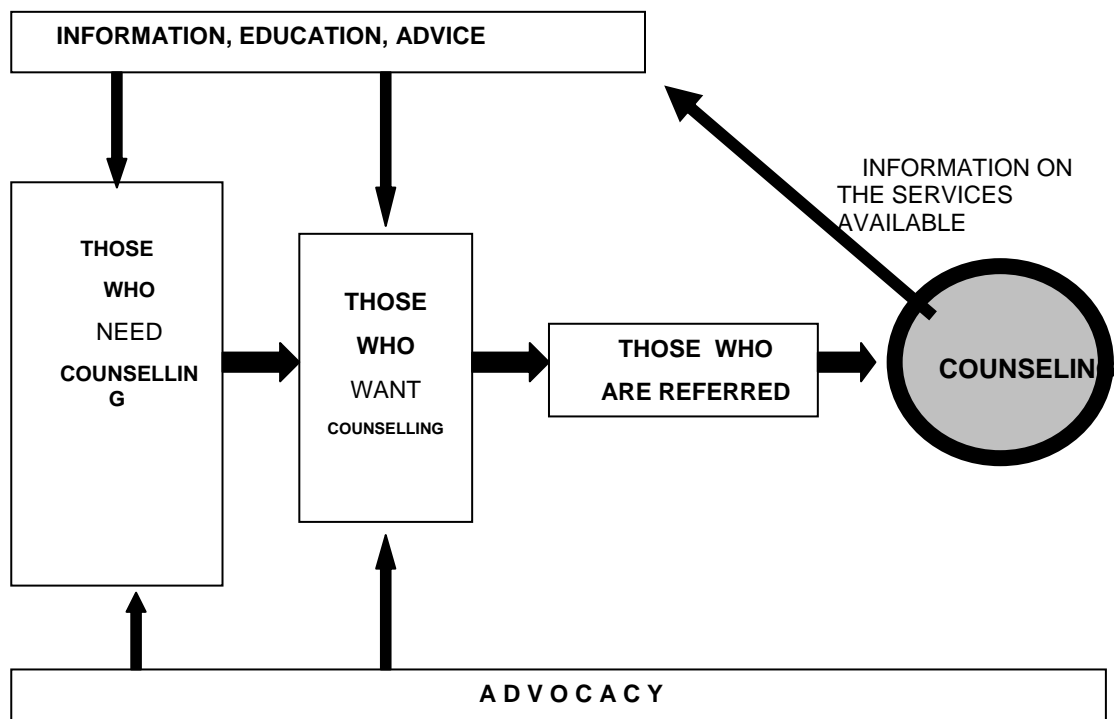 INFORMATION, EDUCATION, ADVICE
INFORMATION ON
THE SERVICES
AVAILABLE
THOSE
WHO
NEED
COUNSELLIN
G
THOSE
WHO
WANT
COUNSELLING
THOSE WHO
ARE REFERRED
COUNSELING
A D V O C A C Y